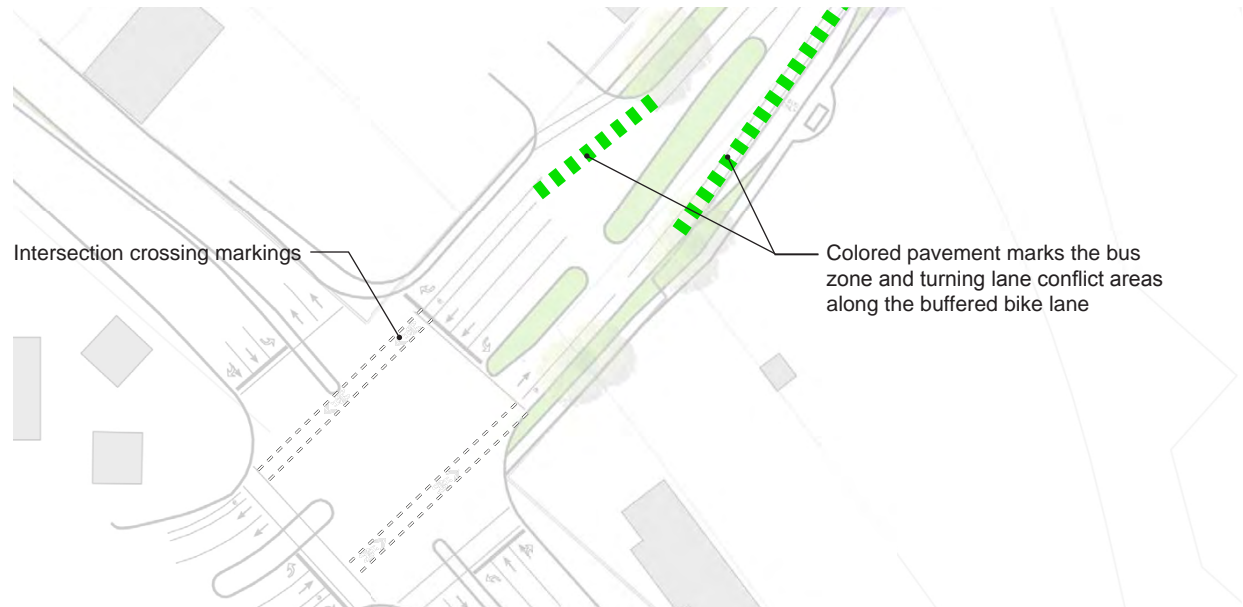 Intersection crossing markings
Colored pavement marks the bus
zone and turning lane conflict areas
along the buffered bike lane